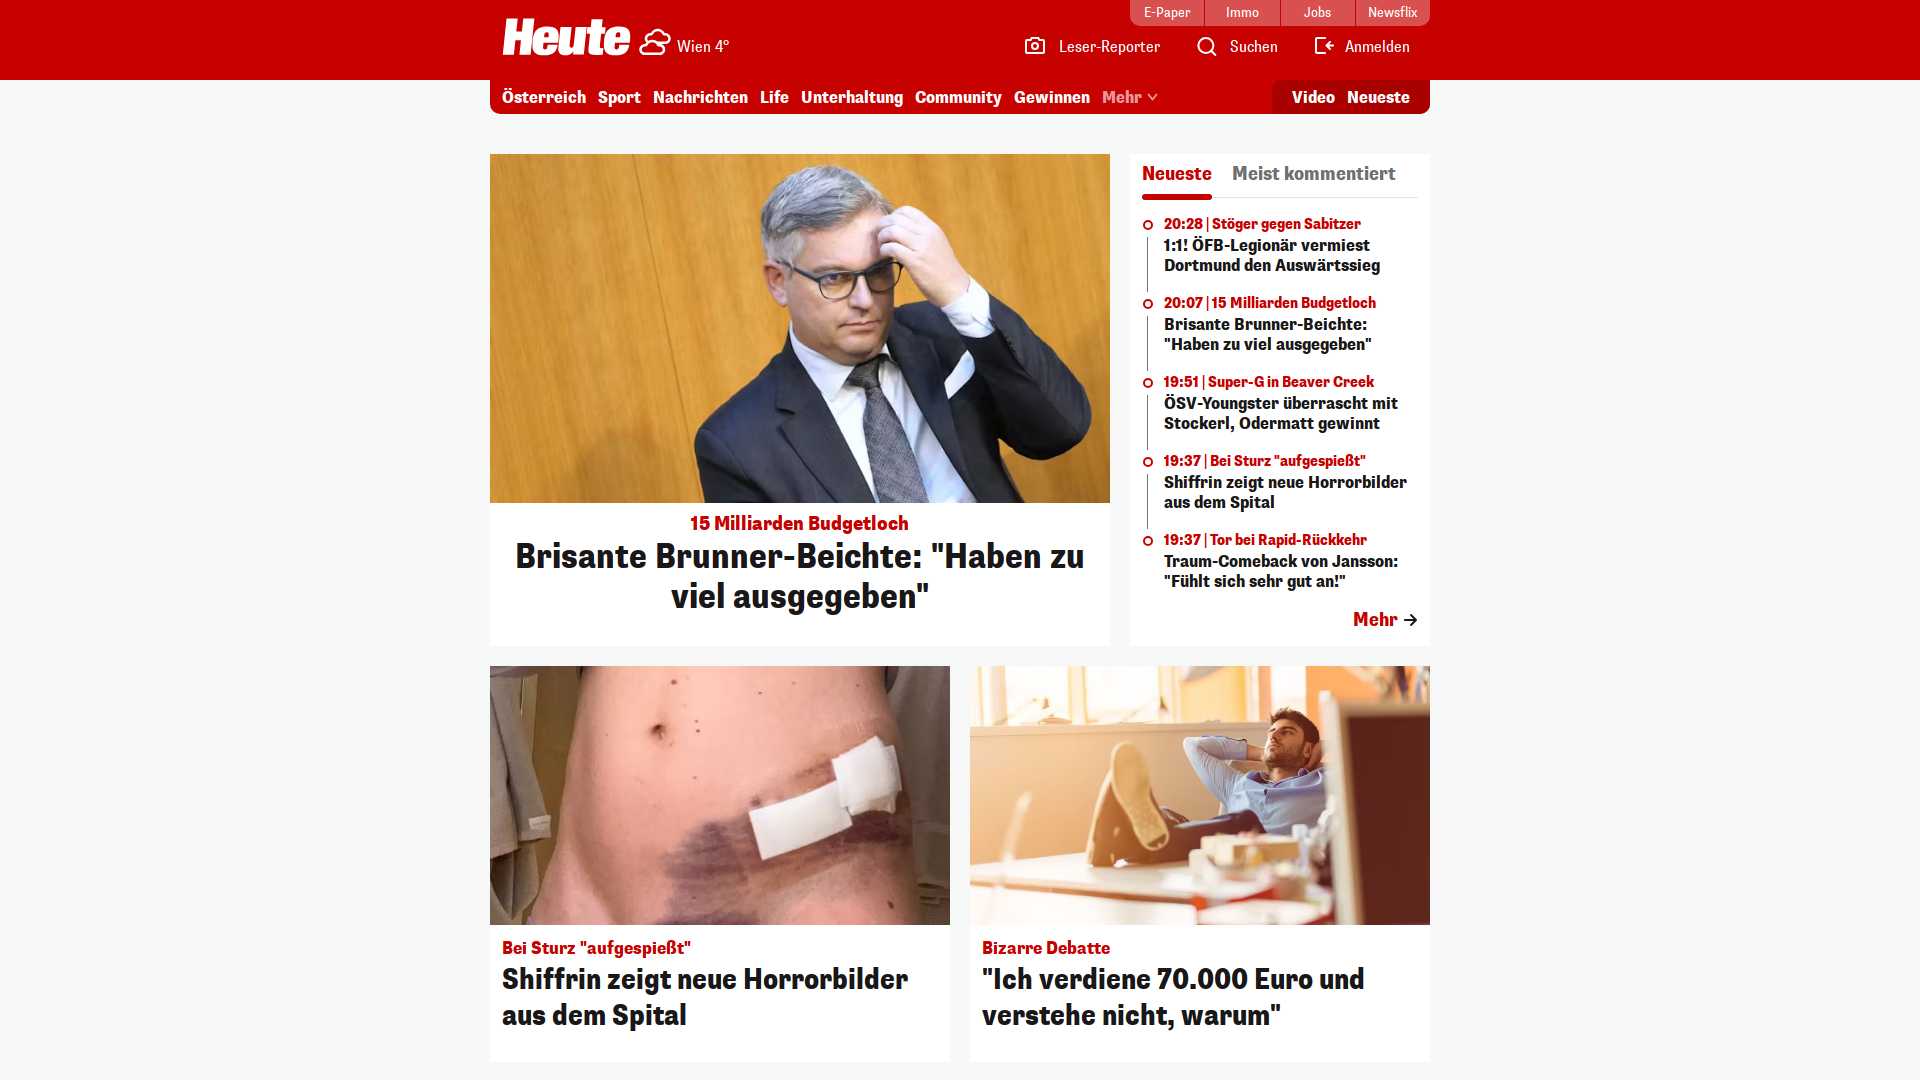 E-Paper
Immo
Jobs
Newsflix
Heute
Wien 4°
Leser-Reporter
Suchen
Anmelden
Österreich
Sport
Nachrichten
Life
Unterhaltung
Community
Gewinnen
Mehr
Video
Neueste
15 Milliarden Budgetloch
Brisante Brunner-Beichte: "Haben zu
viel ausgegeben"
Neueste
Meist kommentiert
20:28 | Stöger gegen Sabitzer
1:1! ÖFB-Legionär vermiest
Dortmund den Auswärtssieg
20:07 | 15 Milliarden Budgetloch
Brisante Brunner-Beichte:
"Haben zu viel ausgegeben"
19:51 | Super-G in Beaver Creek
ÖSV-Youngster überrascht mit
Stockerl, Odermatt gewinnt
19:37 | Bei Sturz "aufgespießt"
Shiffrin zeigt neue Horrorbilder
aus dem Spital
19:37 | Tor bei Rapid-Rückkehr
Traum-Comeback von Jansson:
"Fühlt sich sehr gut an!"
Mehr
Bei Sturz "aufgespießt"
Shiffrin zeigt neue Horrorbilder
aus dem Spital
Bizarre Debatte
"Ich verdiene 70.000 Euro und
verstehe nicht, warum"